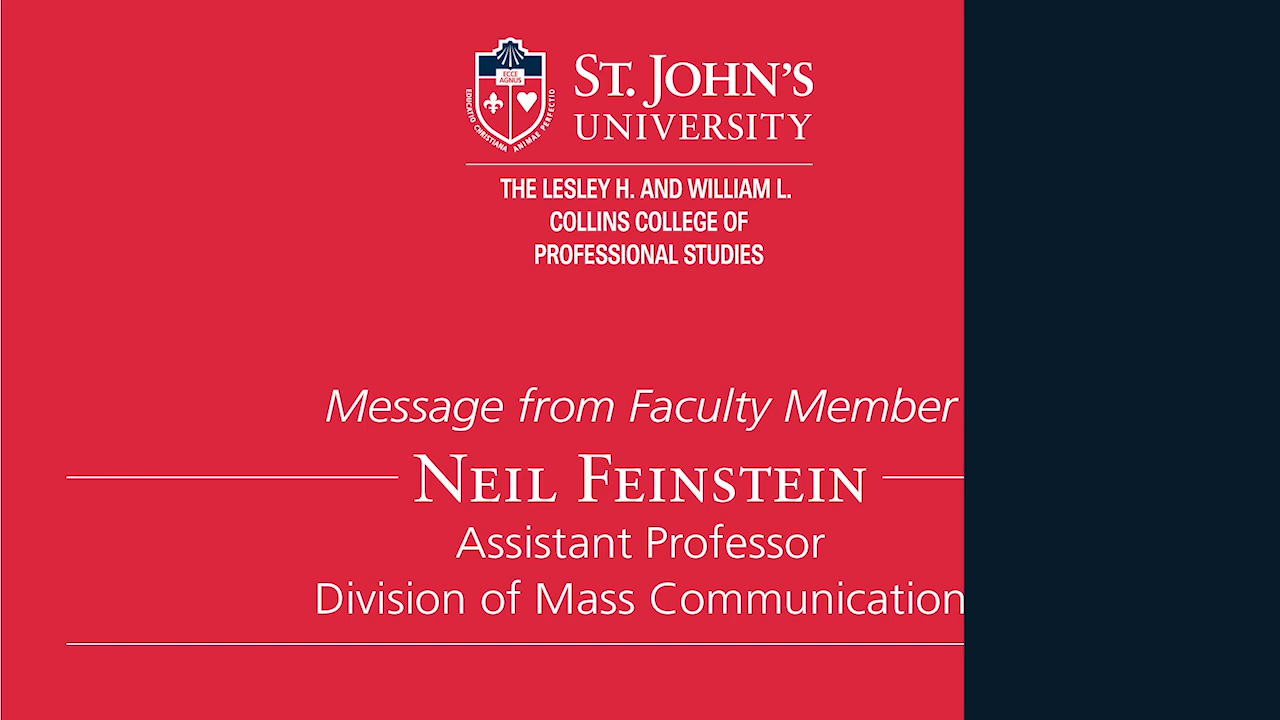 ECCE
AGNUS
EDUCATIO CHRISTIANA ANIMAE PERFECTIO
ST. JOHN'S
UNIVERSITY
THE LESLEY H. AND WILLIAM L.
COLLINS COLLEGE OF
PROFESSIONAL STUDIES
Message from Faculty Member
NEIL FEINSTEIN
Assistant Professor
Division of Mass Communication